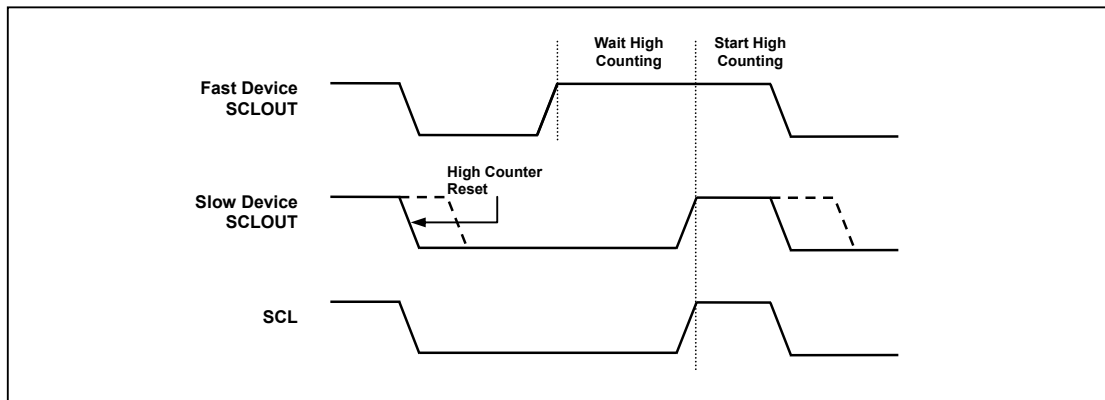 Wait High
Counting
Start High
Counting
Fast Device
SCLOUT
High Counter
Reset
Slow Device
SCLOUT
SCL